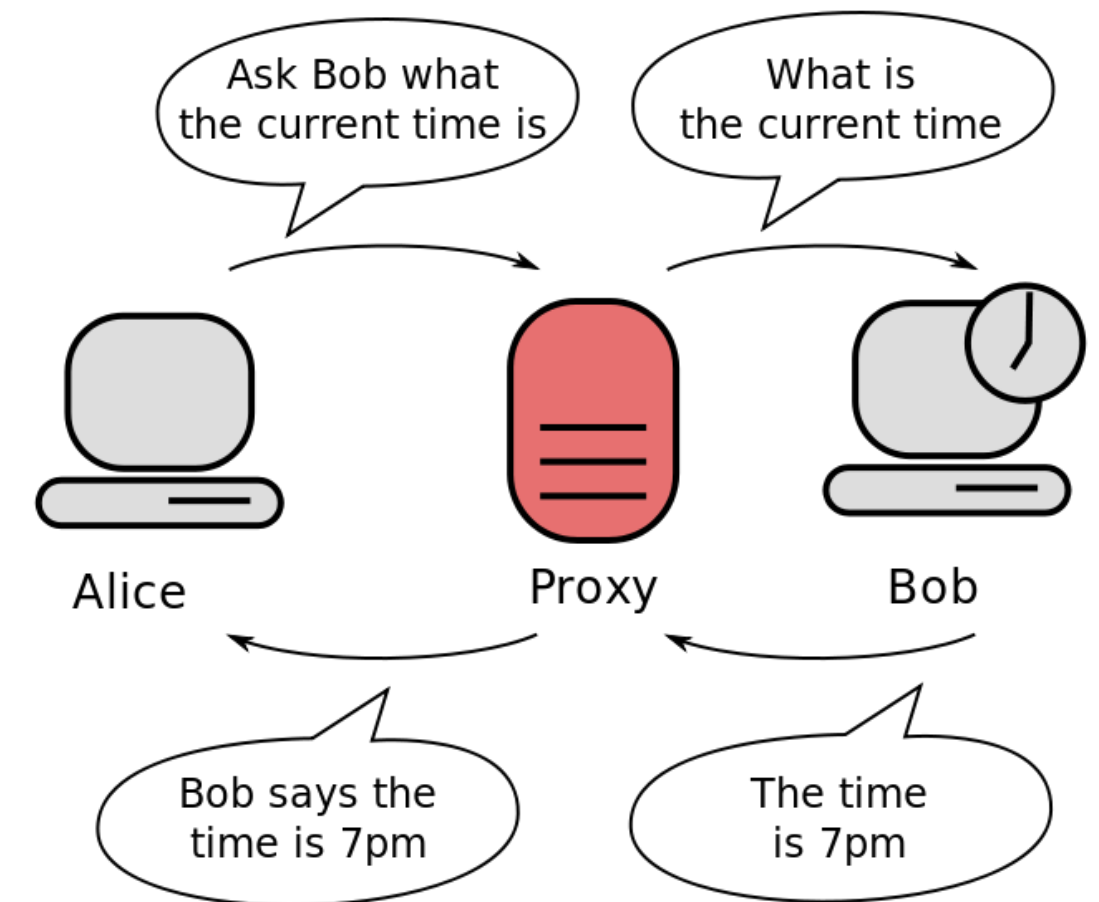 Ask Bob what
the current time is
What is
the current time
Alice
Proxy
Bob
Bob says the
time is 7pm
The time
is 7pm